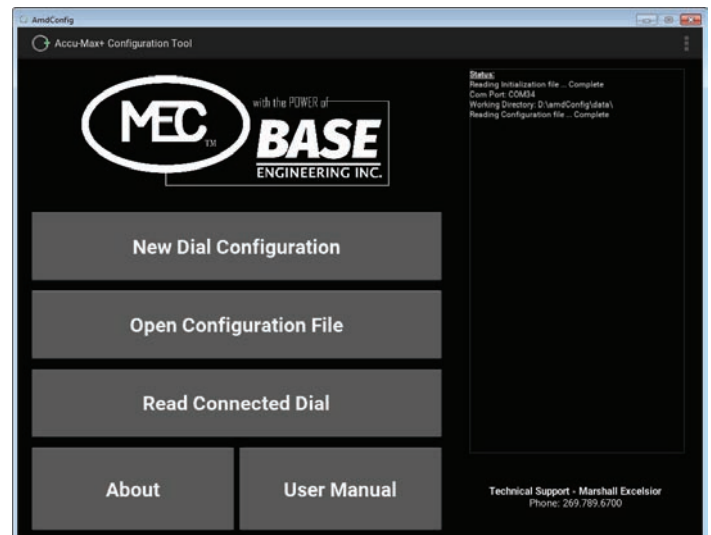 AmdConfig
Accu-Max+ Configuration Tool
MEC TM
with the POWER of
BASE
ENGINEERING INC.
New Dial Configuration
Open Configuration File
Read Connected Dial
About
User Manual
Status:
Reading Initialization file ... Complete
Com Port: COM34
Working Directory: D:\amdConfig\data\
Reading Configuration file ... Complete
Technical Support - Marshall Excelsior
Phone: 269.789.6700